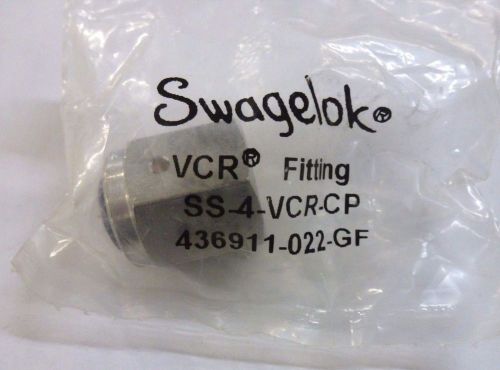 Swagelok®
VCR® Fitting
SS-4-VCR-CP
436911-022-GF